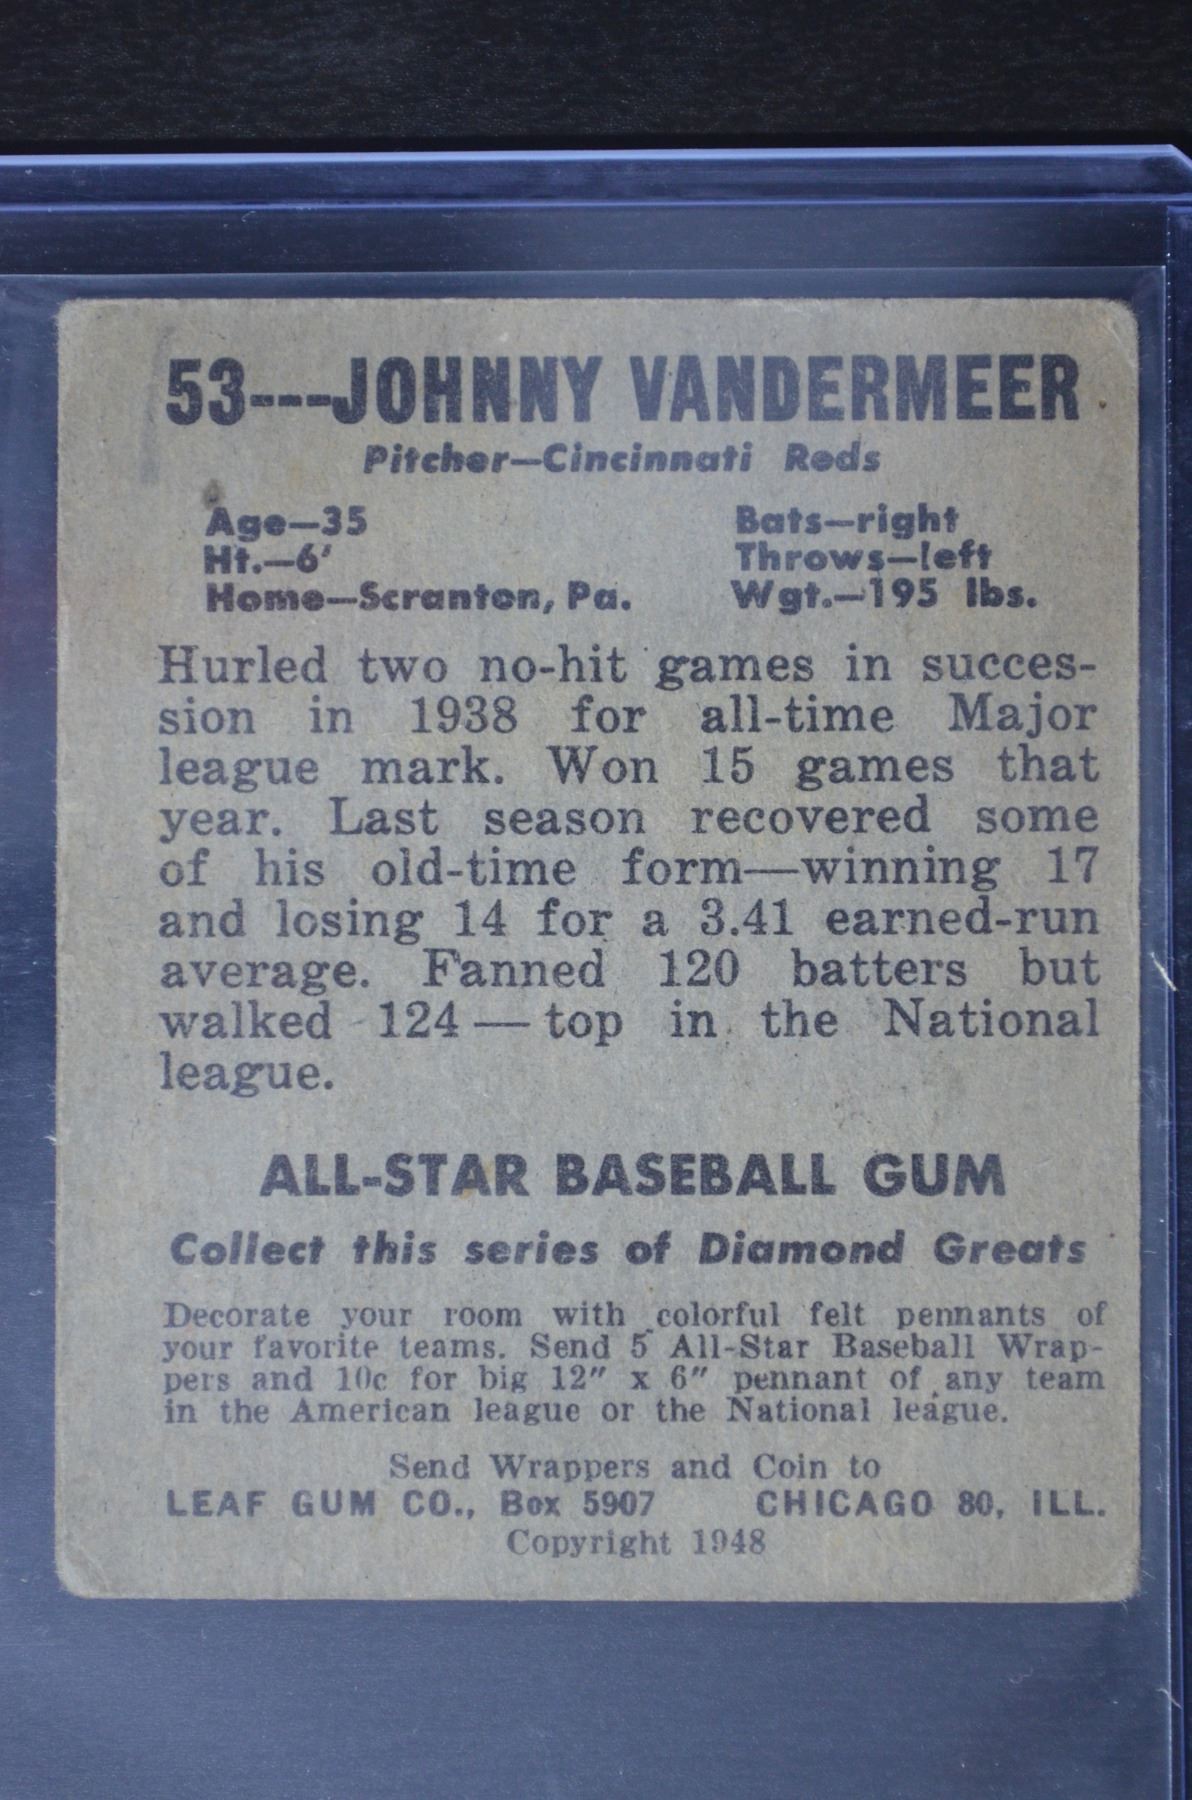 53---JOHNNY VANDERMEER
Pitcher—Cincinnati Reds
Age—35 Bats—right
Ht.—6' Throws—left
Home—Scranton, Pa. Wgt.—195 lbs.
Hurled two no-hit games in succes-
sion in 1938 for all-time Major
league mark. Won 15 games that
year. Last season recovered some
of his old-time form—winning 17
and losing 14 for a 3.41 earned-run
average. Fanned 120 batters but
walked 124 — top in the National
league.
ALL-STAR BASEBALL GUM
Collect this series of Diamond Greats
Decorate your room with colorful felt pennants of
your favorite teams. Send 5 All-Star Baseball Wrap-
pers and 10c for big 12" x 6" pennant of any team
in the American league or the National league.
Send Wrappers and Coin to
LEAF GUM CO., Box 5907 CHICAGO 80, ILL.
Copyright 1948